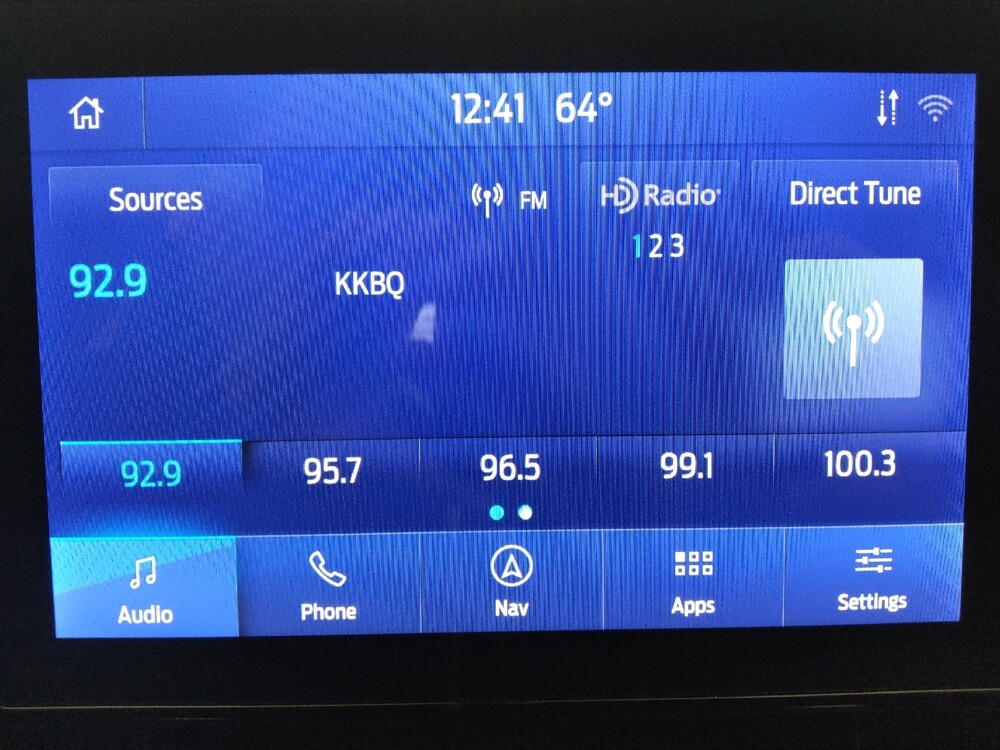 12:41 64°
Sources FM HD Radio Direct Tune
1 2 3
92.9 KKBQ
92.9 95.7 96.5 99.1 100.3
Audio Phone Nav Apps Settings